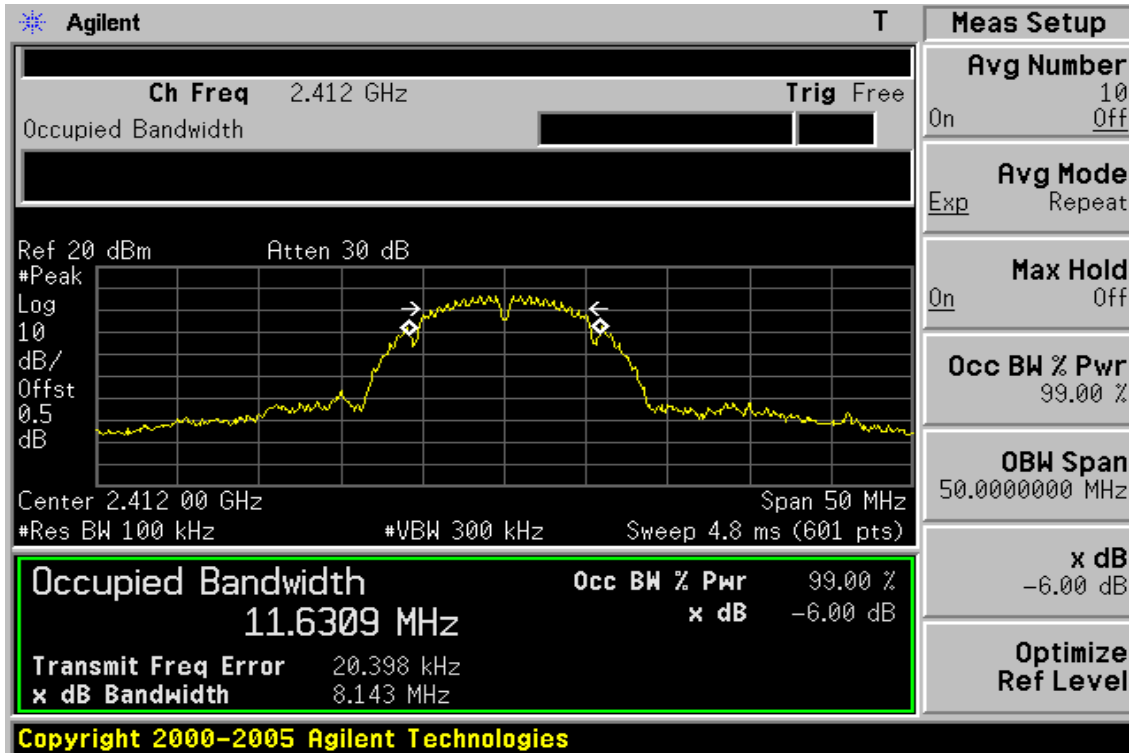 Agilent T
Ch Freq 2.412 GHz Trig Free
Occupied Bandwidth
Ref 20 dBm Atten 30 dB
#Peak
Log
10
dB/
Offst
0.5
dB
Center 2.412 00 GHz Span 50 MHz
#Res BW 100 kHz #VBW 300 kHz Sweep 4.8 ms (601 pts)
Occupied Bandwidth
11.6309 MHz
Occ BW % Pwr 99.00 %
x dB -6.00 dB
Transmit Freq Error 20.398 kHz
x dB Bandwidth 8.143 MHz
Copyright 2000-2005 Agilent Technologies
Meas Setup
Avg Number
10
On Off
Avg Mode
Exp Repeat
Max Hold
On Off
Occ BW % Pwr
99.00 %
OBW Span
50.0000000 MHz
x dB
-6.00 dB
Optimize
Ref Level